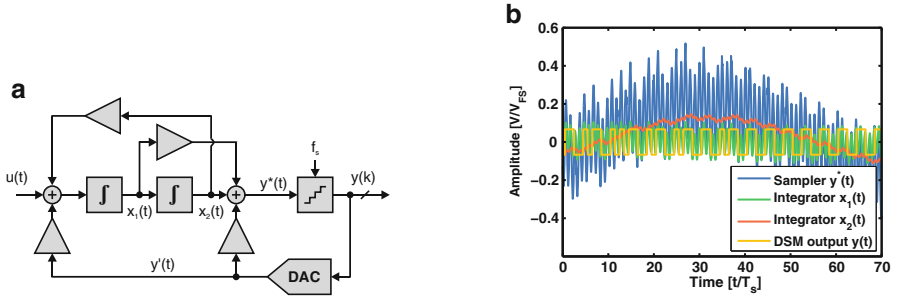 a
u(t)
+
∫
x₁(t)
∫
x₂(t)
+
y*(t)
fₛ
y(k)
y'(t)
DAC
b
Amplitude [V/V_FS]
0.6
0.4
0.2
0
-0.2
-0.4
0 10 20 30 40 50 60 70
Time [t/Tₛ]
Sampler y*(t)
Integrator x₁(t)
Integrator x₂(t)
DSM output y(t)